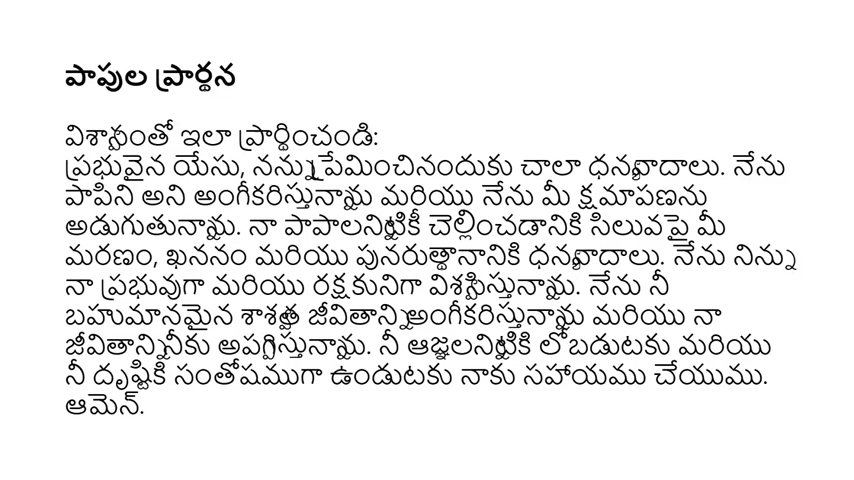 పాపుల ప్రార్థన
విశ్వాసంతో ఇలా ప్రార్థించండి:
ప్రభువైన యేసు, నన్ను ప్రేమించినందుకు చాలా ధన్యవాదాలు. నేను
పాపిని అని అంగీకరిస్తున్నాను మరియు నేను మీ క్షమాపణను
అడుగుతున్నాను. నా పాపాలన్నిటికీ చెల్లించడానికి సిలువపై మీ
మరణం, ఖననం మరియు పునరుత్థానానికి ధన్యవాదాలు. నేను నిన్ను
నా ప్రభువుగా మరియు రక్షకునిగా విశ్వసిస్తున్నాను. నేను నీ
బహుమానమైన శాశ్వత జీవితాన్ని అంగీకరిస్తున్నాను మరియు నా
జీవితాన్ని నీకు అప్పగిస్తున్నాను. నీ ఆజ్ఞలన్నిటికి లోబడుటకు మరియు
నీ దృష్టికి సంతోషముగా ఉండుటకు నాకు సహాయము చేయుము.
ఆమెన్.